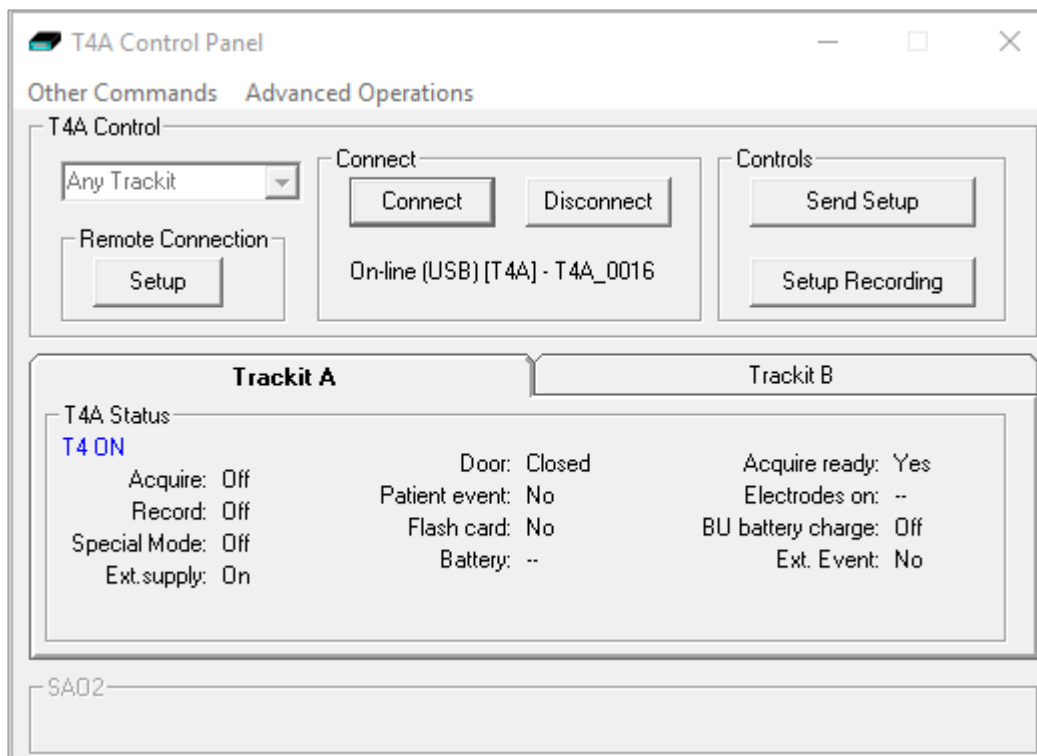 T4A Control Panel
Other Commands Advanced Operations
T4A Control
Any Trackit
Remote Connection
Setup
Connect
Connect Disconnect
On-line (USB) [T4A] - T4A_0016
Controls
Send Setup
Setup Recording
Trackit A Trackit B
T4A Status
T4 ON
Acquire: Off
Record: Off
Special Mode: Off
Ext.supply: On
Door: Closed
Patient event: No
Flash card: No
Battery: --
Acquire ready: Yes
Electrodes on: --
BU battery charge: Off
Ext. Event: No
SAO2